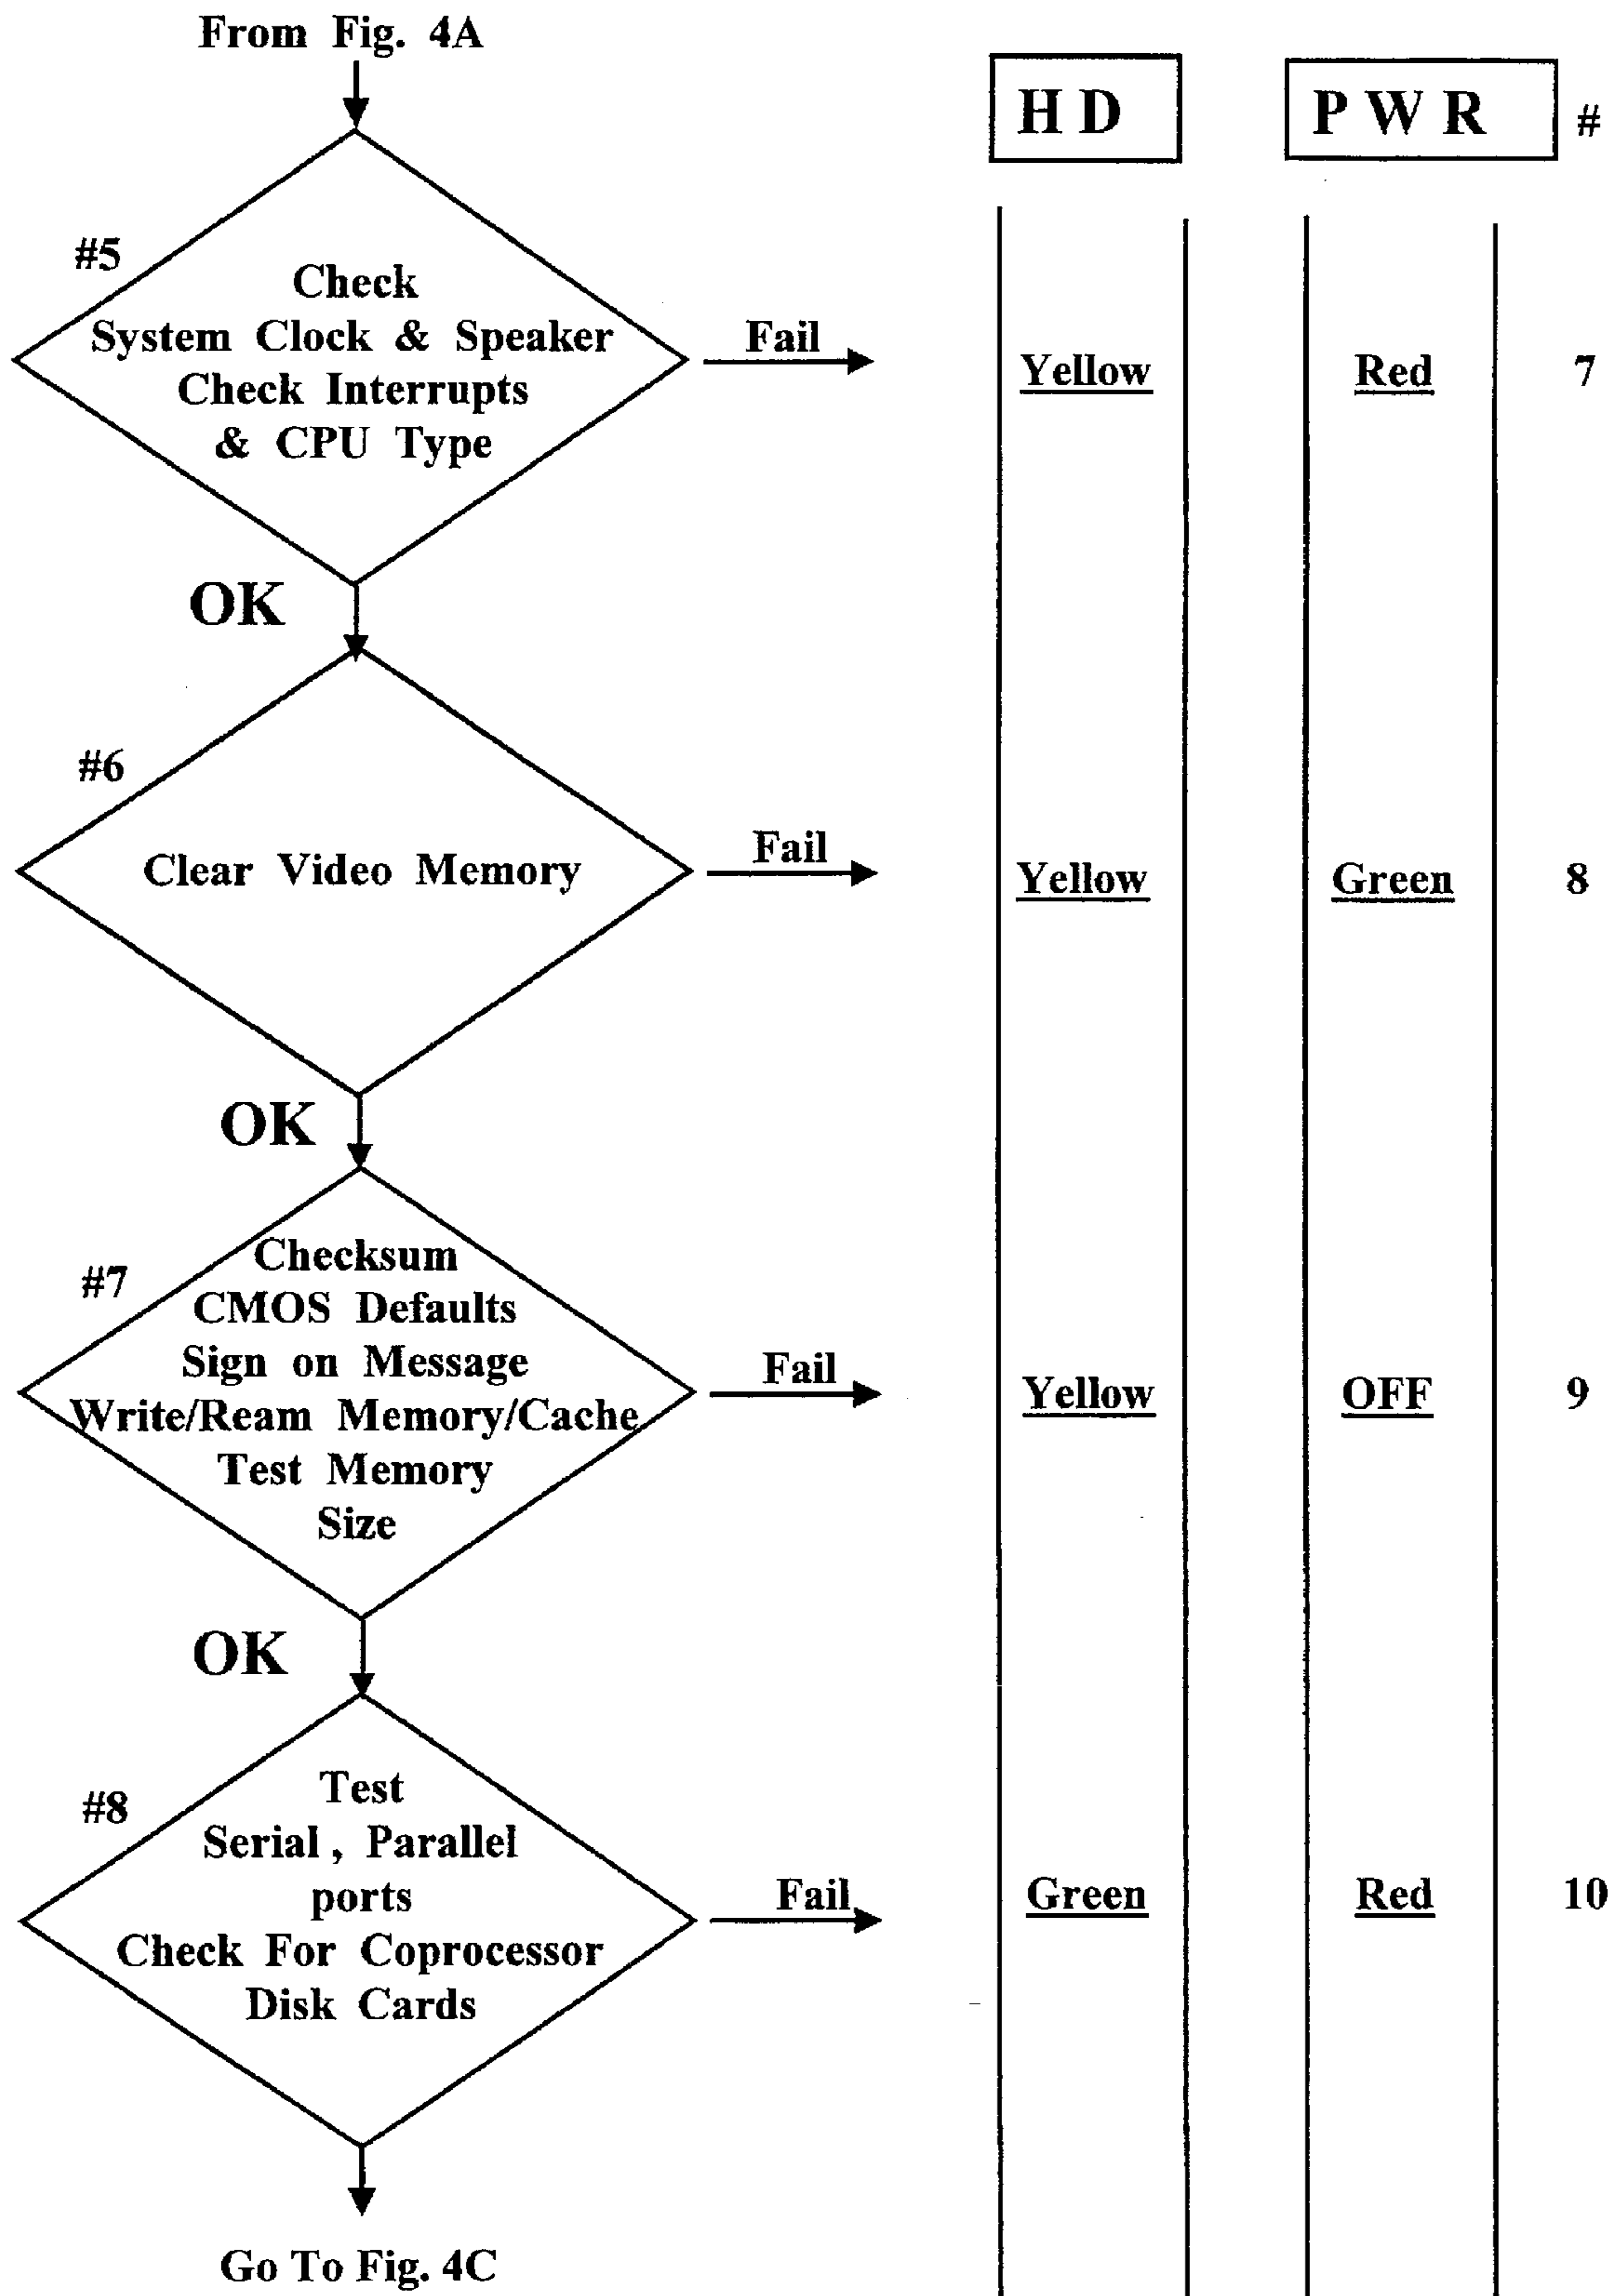 From Fig. 4A
HD
PWR
#
#5
Check
System Clock & Speaker
Check Interrupts
& CPU Type
Fail
Yellow
Red
7
OK
#6
Clear Video Memory
Fail
Yellow
Green
8
OK
#7
Checksum
CMOS Defaults
Sign on Message
Write/Ream Memory/Cache
Test Memory
Size
Fail
Yellow
OFF
9
OK
#8
Test
Serial, Parallel
ports
Check For Coprocessor
Disk Cards
Fail
Green
Red
10
Go To Fig. 4C